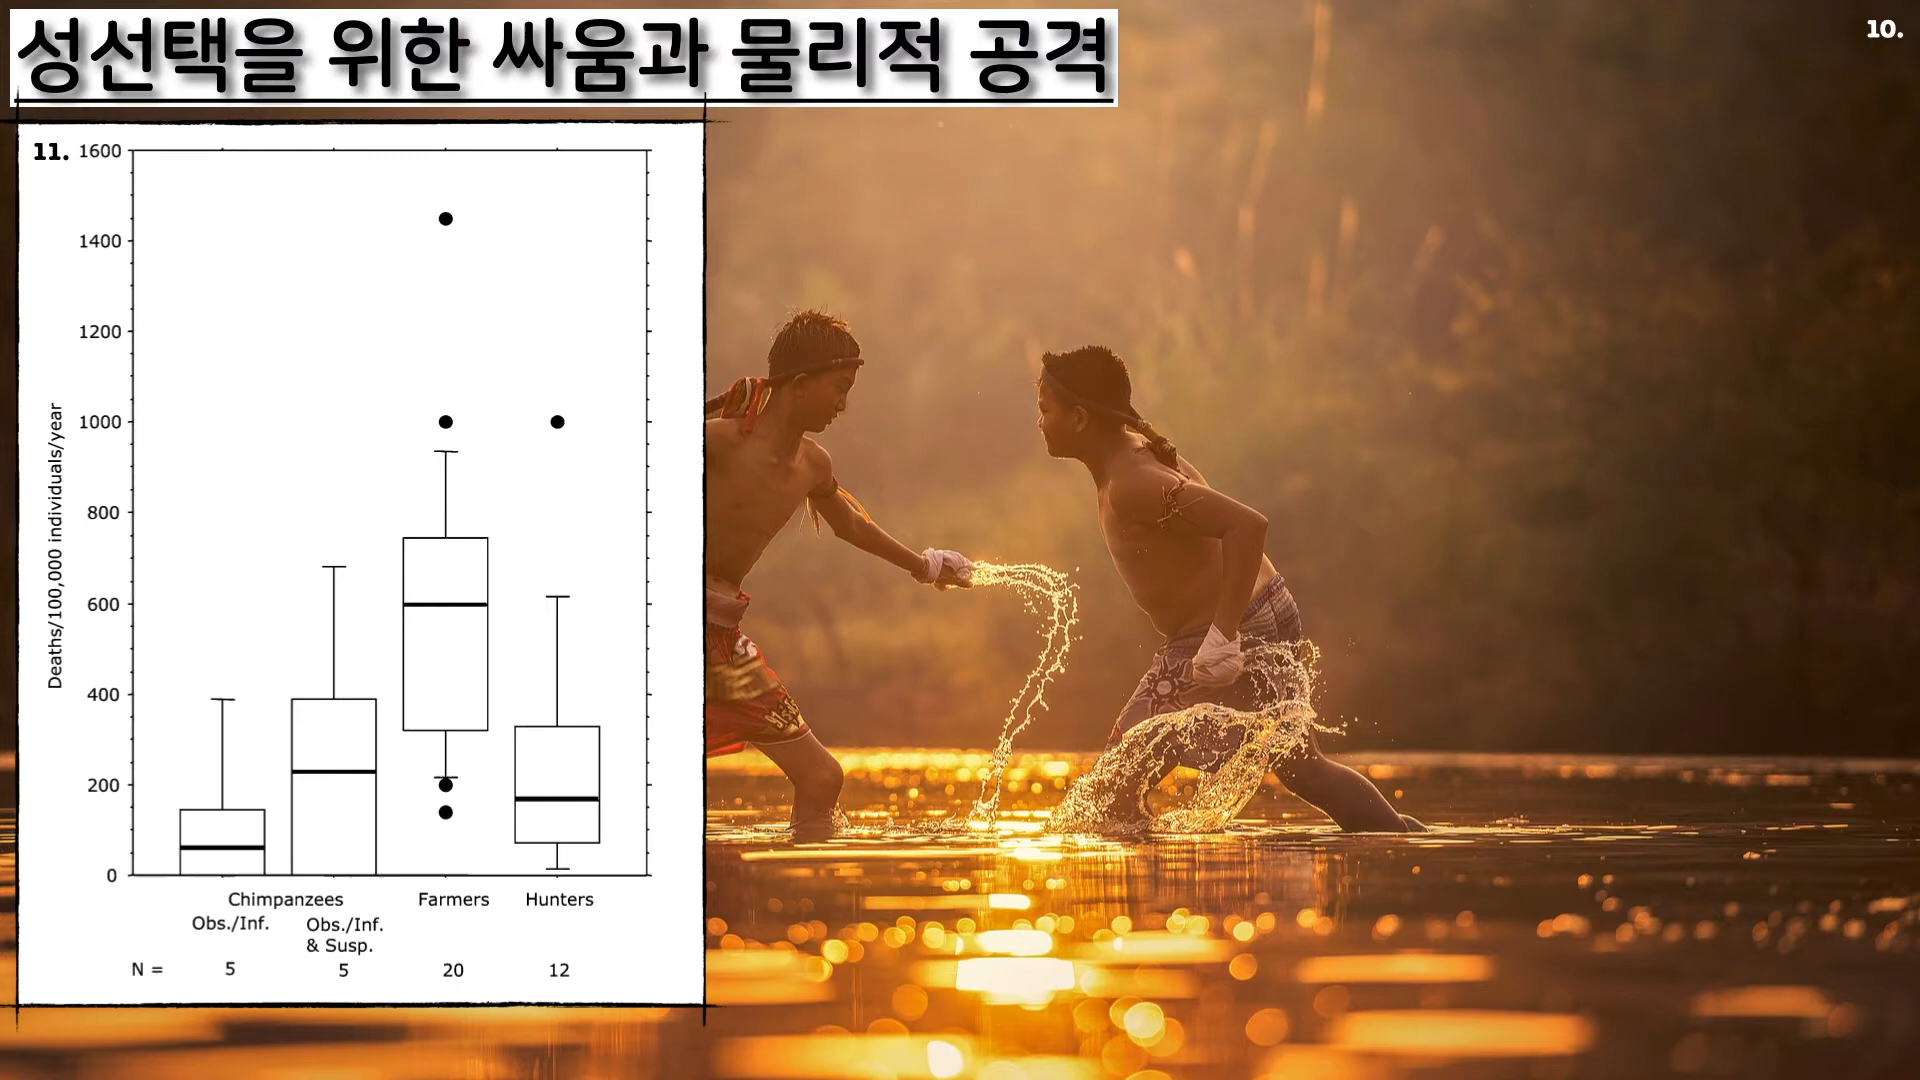 성선택을 위한 싸움과 물리적 공격
10.
11.
1600
1400
1200
1000
800
600
400
200
0
Deaths/100,000 individuals/year
Chimpanzees Farmers Hunters
Obs./Inf. Obs./Inf.
& Susp.
N = 5 5 20 12